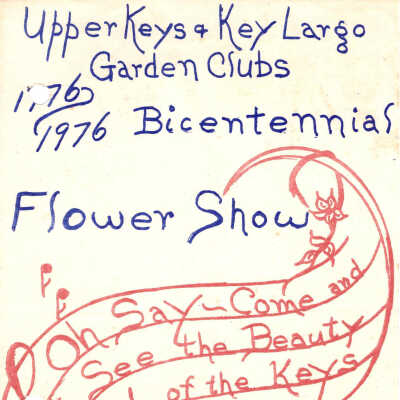 Upper Keys & Key Largo
Garden Clubs
1776
1976 Bicentennial
Flower Show
Oh Say~Come and
See the Beauty
of the Keys